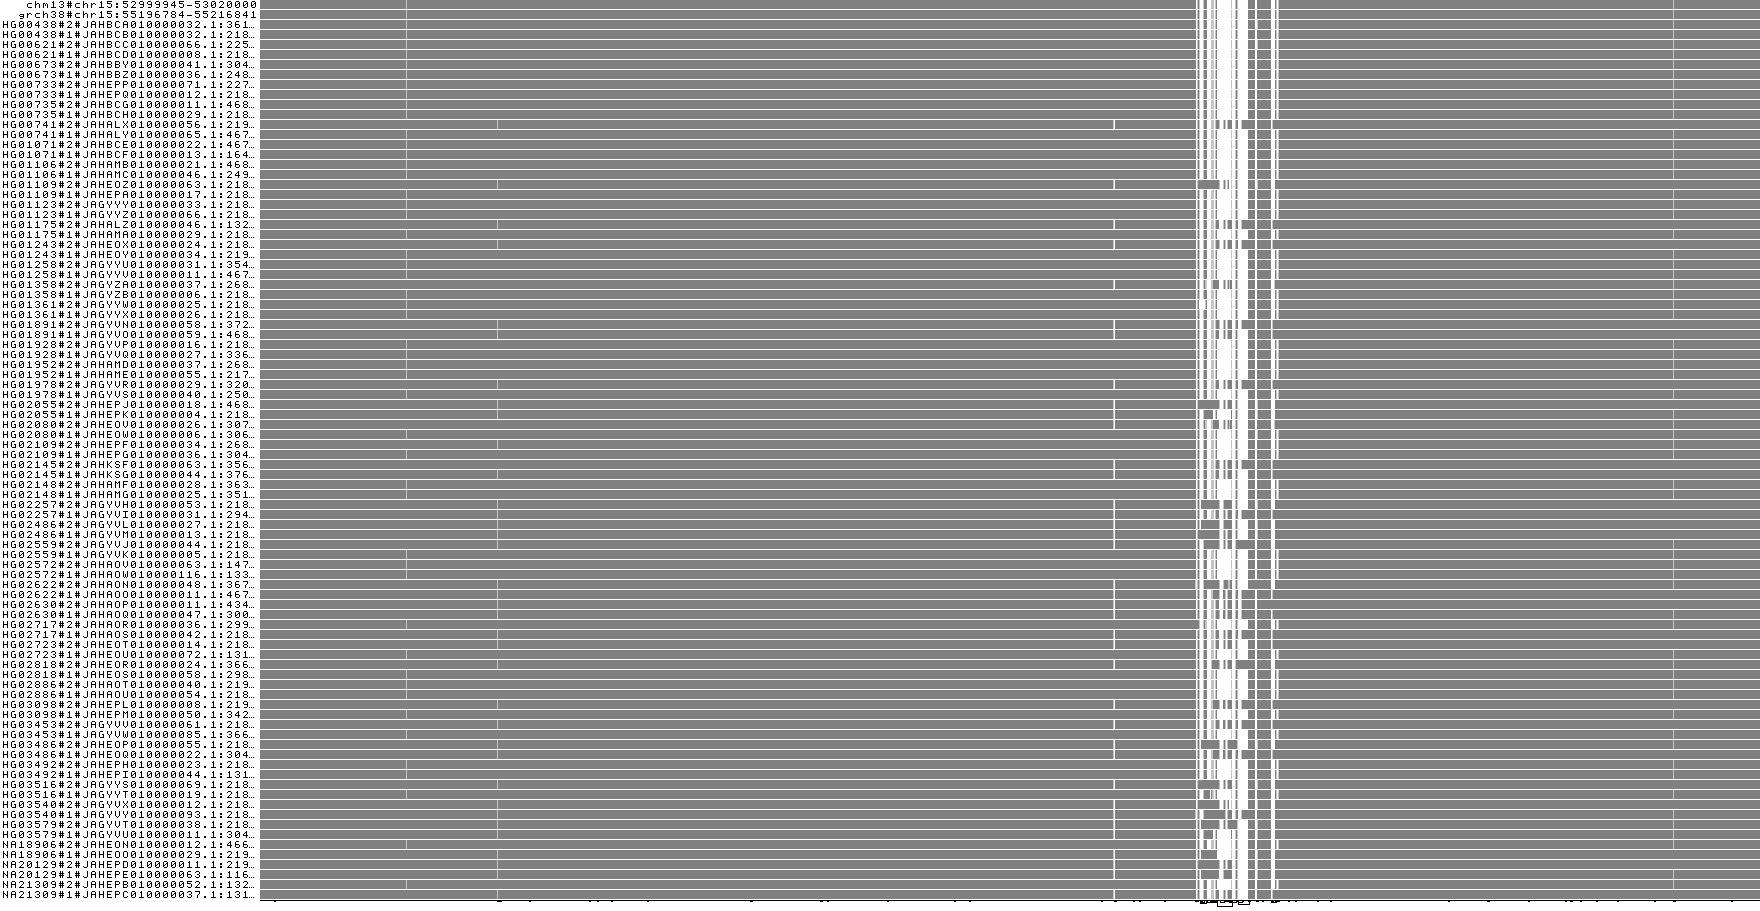 chm13#chr15:52999945-53020000
grch38#chr15:55196784-55216841
HG00438#2#JAHBCA010000032.1:361…
HG00438#1#JAHBCB010000032.1:218…
HG00621#2#JAHBCC010000066.1:225…
HG00621#1#JAHBCD010000008.1:218…
HG00673#2#JAHBBY010000041.1:304…
HG00673#1#JAHBBZ010000036.1:248…
HG00733#2#JAHEPP010000071.1:227…
HG00733#1#JAHEPQ010000012.1:218…
HG00735#2#JAHBCG010000011.1:468…
HG00735#1#JAHBCH010000029.1:218…
HG00741#2#JAHALX010000056.1:219…
HG00741#1#JAHALY010000065.1:467…
HG01071#2#JAHBCE010000022.1:467…
HG01071#1#JAHBCF010000013.1:164…
HG01106#2#JAHAMB010000021.1:468…
HG01106#1#JAHAMC010000046.1:249…
HG01109#2#JAHEOZ010000063.1:218…
HG01109#1#JAHEPA010000017.1:218…
HG01123#2#JAGYYY010000033.1:218…
HG01123#1#JAGYYZ010000066.1:218…
HG01175#2#JAHALZ010000046.1:132…
HG01175#1#JAHAMA010000029.1:218…
HG01243#2#JAHEOX010000024.1:218…
HG01243#1#JAHEOY010000034.1:219…
HG01258#2#JAGYYU010000031.1:354…
HG01258#1#JAGYYV010000011.1:467…
HG01358#2#JAGYZA010000037.1:268…
HG01358#1#JAGYZB010000006.1:218…
HG01361#2#JAGYYW010000025.1:218…
HG01361#1#JAGYYX010000026.1:218…
HG01891#2#JAGYVN010000058.1:372…
HG01891#1#JAGYVO010000059.1:468…
HG01928#2#JAGYVP010000016.1:218…
HG01928#1#JAGYVQ010000027.1:336…
HG01952#2#JAHAMD010000037.1:268…
HG01952#1#JAHAME010000055.1:217…
HG01978#2#JAGYVR010000029.1:320…
HG01978#1#JAGYVS010000040.1:250…
HG02055#2#JAHEPJ010000018.1:468…
HG02055#1#JAHEPK010000004.1:218…
HG02080#2#JAHEOV010000026.1:307…
HG02080#1#JAHEOW010000006.1:306…
HG02109#2#JAHEPF010000034.1:268…
HG02109#1#JAHEPG010000036.1:304…
HG02145#2#JAHKSF010000063.1:356…
HG02145#1#JAHKSG010000044.1:376…
HG02148#2#JAHAMF010000028.1:363…
HG02148#1#JAHAMG010000025.1:351…
HG02257#2#JAGYVH010000053.1:218…
HG02257#1#JAGYVI010000031.1:294…
HG02486#2#JAGYVL010000027.1:218…
HG02486#1#JAGYVM010000013.1:218…
HG02559#2#JAGYVJ010000044.1:218…
HG02559#1#JAGYVK010000005.1:218…
HG02572#2#JAHAOV010000063.1:147…
HG02572#1#JAHAOW010000116.1:133…
HG02622#2#JAHAON010000048.1:367…
HG02622#1#JAHAOO010000011.1:467…
HG02630#2#JAHAOP010000011.1:434…
HG02630#1#JAHAOQ010000047.1:300…
HG02717#2#JAHAOR010000036.1:299…
HG02717#1#JAHAOS010000042.1:218…
HG02723#2#JAHEOT010000014.1:218…
HG02723#1#JAHEOU010000072.1:131…
HG02818#2#JAHEOR010000024.1:366…
HG02818#1#JAHEOS010000058.1:298…
HG02886#2#JAHAOT010000040.1:219…
HG02886#1#JAHAOU010000054.1:218…
HG03098#2#JAHEPL010000008.1:219…
HG03098#1#JAHEPM010000050.1:342…
HG03453#2#JAGYVV010000061.1:218…
HG03453#1#JAGYVW010000085.1:366…
HG03486#2#JAHEOP010000055.1:218…
HG03486#1#JAHEOQ010000022.1:304…
HG03492#2#JAHEPH010000023.1:218…
HG03492#1#JAHEPI010000044.1:131…
HG03516#2#JAGYYS010000069.1:218…
HG03516#1#JAGYYT010000019.1:218…
HG03540#2#JAGYVX010000012.1:218…
HG03540#1#JAGYVY010000093.1:218…
HG03579#2#JAGYVT010000038.1:218…
HG03579#1#JAGYVU010000011.1:304…
NA18906#2#JAHEON010000012.1:466…
NA18906#1#JAHEOO010000029.1:219…
NA20129#2#JAHEPD010000011.1:219…
NA20129#1#JAHEPE010000063.1:116…
NA21309#2#JAHEPB010000052.1:132…
NA21309#1#JAHEPC010000037.1:131…